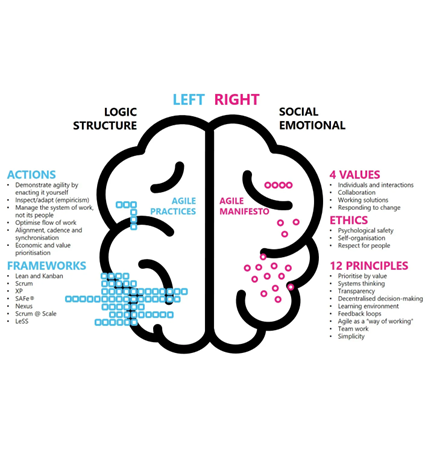 LEFT RIGHT
LOGIC
STRUCTURE
SOCIAL
EMOTIONAL
ACTIONS
• Demonstrate agility by
enacting it yourself
• Inspect/adapt (empiricism)
• Manage the system of work,
not its people
• Optimise flow of work
• Alignment, cadence and
synchronisation
• Economic and value
prioritisation
FRAMEWORKS
• Lean and Kanban
• Scrum
• XP
• SAFe®
• Nexus
• Scrum @ Scale
• LeSS
AGILE
PRACTICES
AGILE
MANIFESTO
4 VALUES
• Individuals and interactions
• Collaboration
• Working solutions
• Responding to change
ETHICS
• Psychological safety
• Self-organisation
• Respect for people
12 PRINCIPLES
• Prioritise by value
• Systems thinking
• Transparency
• Decentralised decision-making
• Learning environment
• Feedback loops
• Agile as a "way of working"
• Team work
• Simplicity